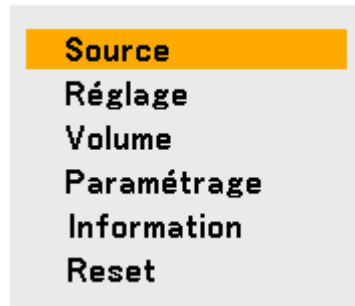 Source
Réglage
Volume
Paramétrage
Information
Reset